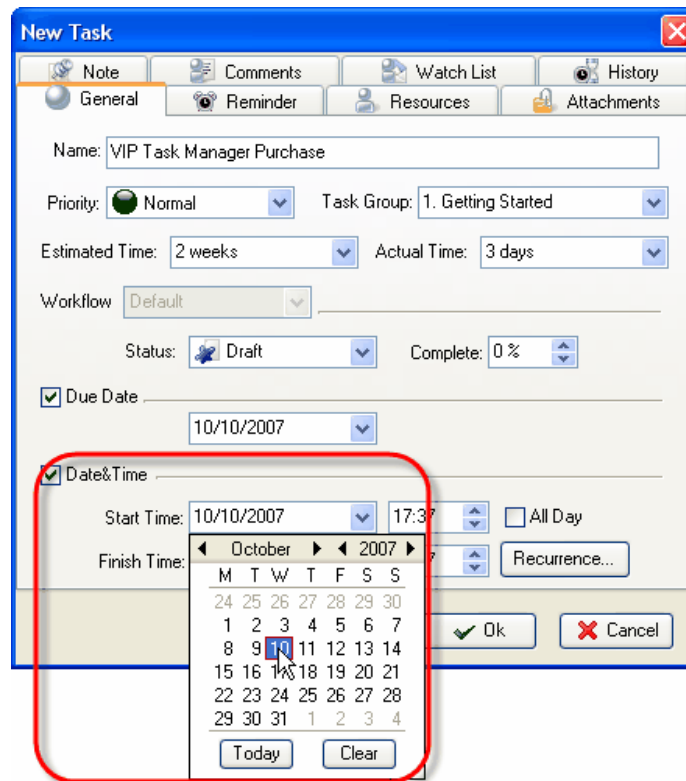 New Task
Note Comments Watch List History
General Reminder Resources Attachments
Name: VIP Task Manager Purchase
Priority: Normal Task Group: 1. Getting Started
Estimated Time: 2 weeks Actual Time: 3 days
Workflow Default
Status: Draft Complete: 0 %
Due Date
10/10/2007
Date&Time
Start Time: 10/10/2007 17:37 All Day
Finish Time: 7 Recurrence...
October 2007
M T W T F S S
24 25 26 27 28 29 30
1 2 3 4 5 6 7
8 9 10 11 12 13 14
15 16 18 19 20 21
22 23 24 25 26 27 28
29 30 31 1 2 3 4
Ok Cancel
Today Clear